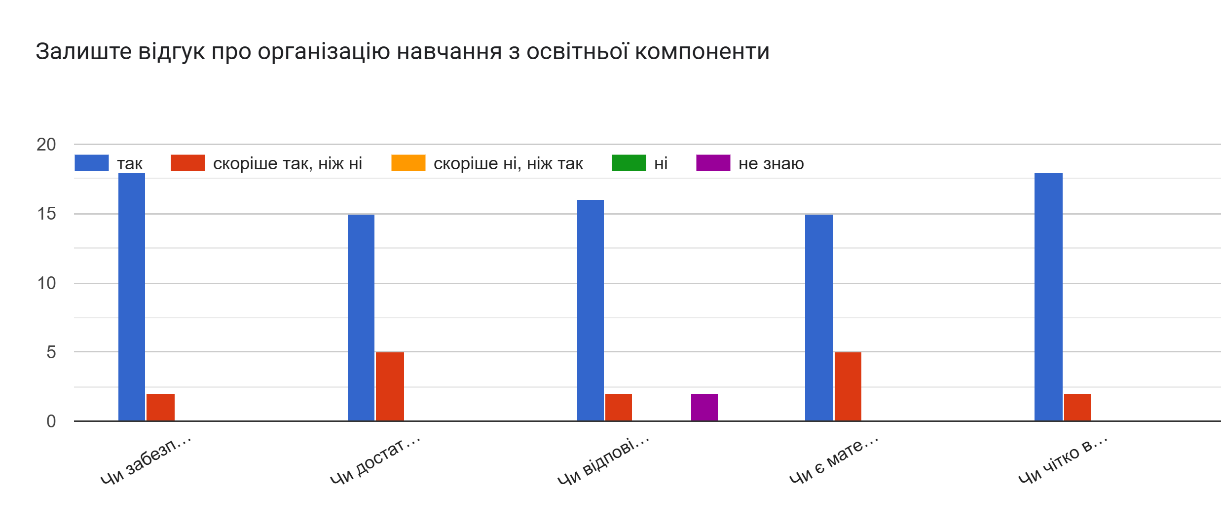 Залиште відгук про організацію навчання з освітньої компоненти
20
так скоріше так, ніж ні скоріше ні, ніж так ні не знаю
15
10
5
0
Чи забезп… Чи достат… Чи відпові… Чи є мате… Чи чітко в…